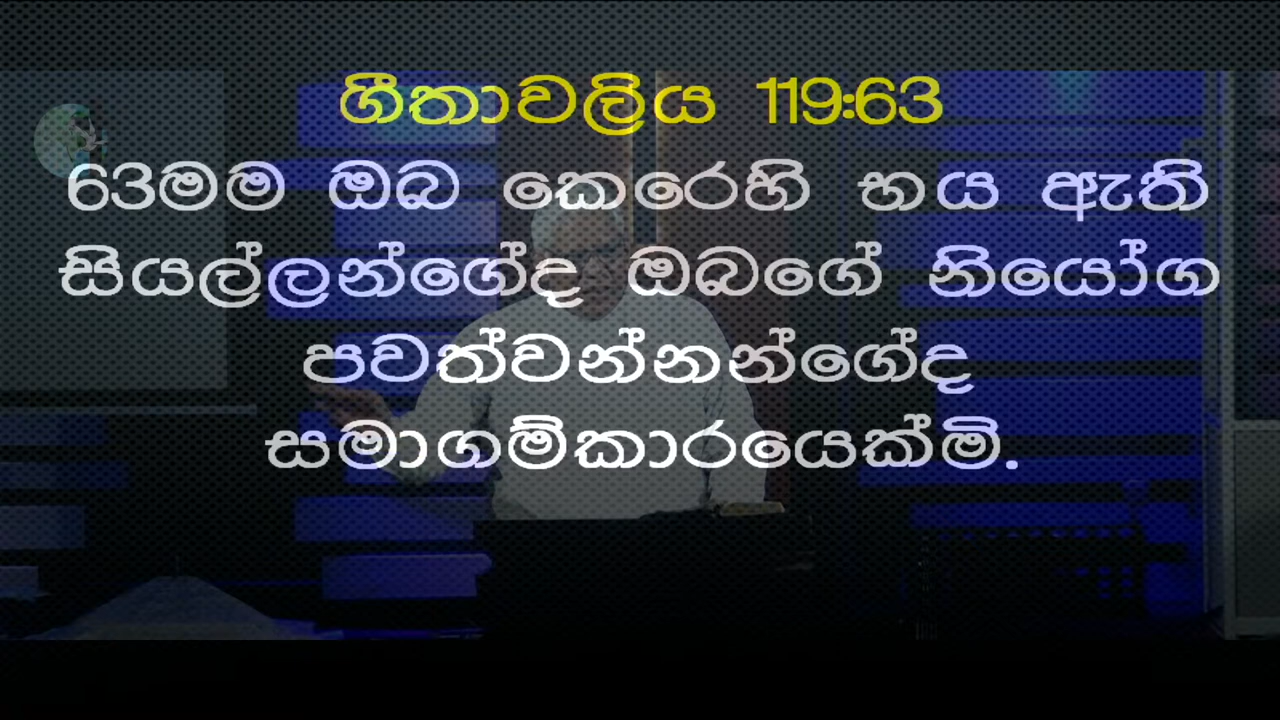 ගීතාවලිය 119:63
63මම ඔබ කෙරෙහි භය ඇති
සියල්ලන්ගේද ඔබගේ නියෝග
පවත්වන්නන්ගේද
සමාගම්කාරයෙක්මි.